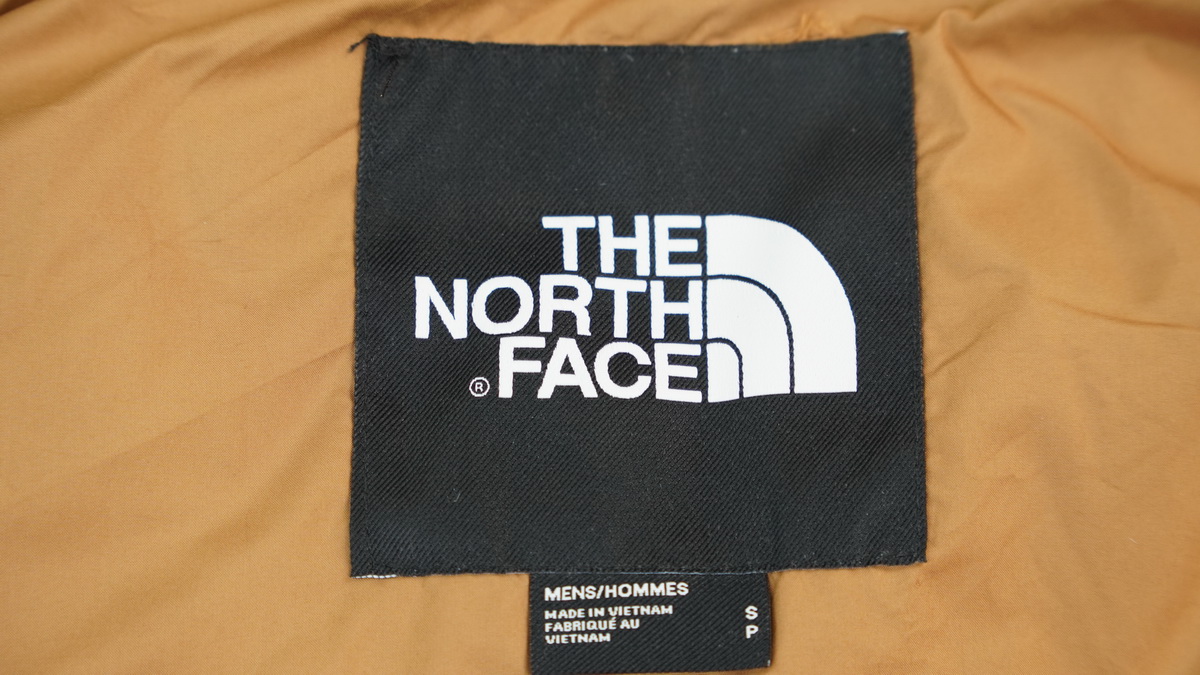 THE
NORTH
® FACE
MENS/HOMMES
MADE IN VIETNAM S
FABRIQUÉ AU
VIETNAM P